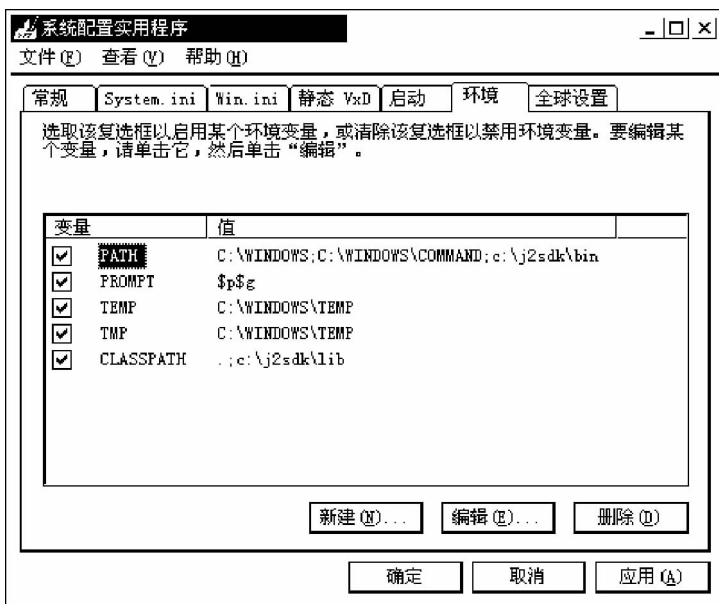 系统配置实用程序
文件(F) 查看(V) 帮助(H)
常规 System.ini Win.ini 静态 VxD 启动 环境 全球设置
选取该复选框以启用某个环境变量，或清除该复选框以禁用环境变量。要编辑某
个变量，请单击它，然后单击“编辑”。
变量 值
PATH C:\WINDOWS;C:\WINDOWS\COMMAND;c:\j2sdk\bin
PROMPT $p$g
TEMP C:\WINDOWS\TEMP
TMP C:\WINDOWS\TEMP
CLASSPATH .;c:\j2sdk\lib
新建(N)... 编辑(E)... 删除(D)
确定 取消 应用(A)